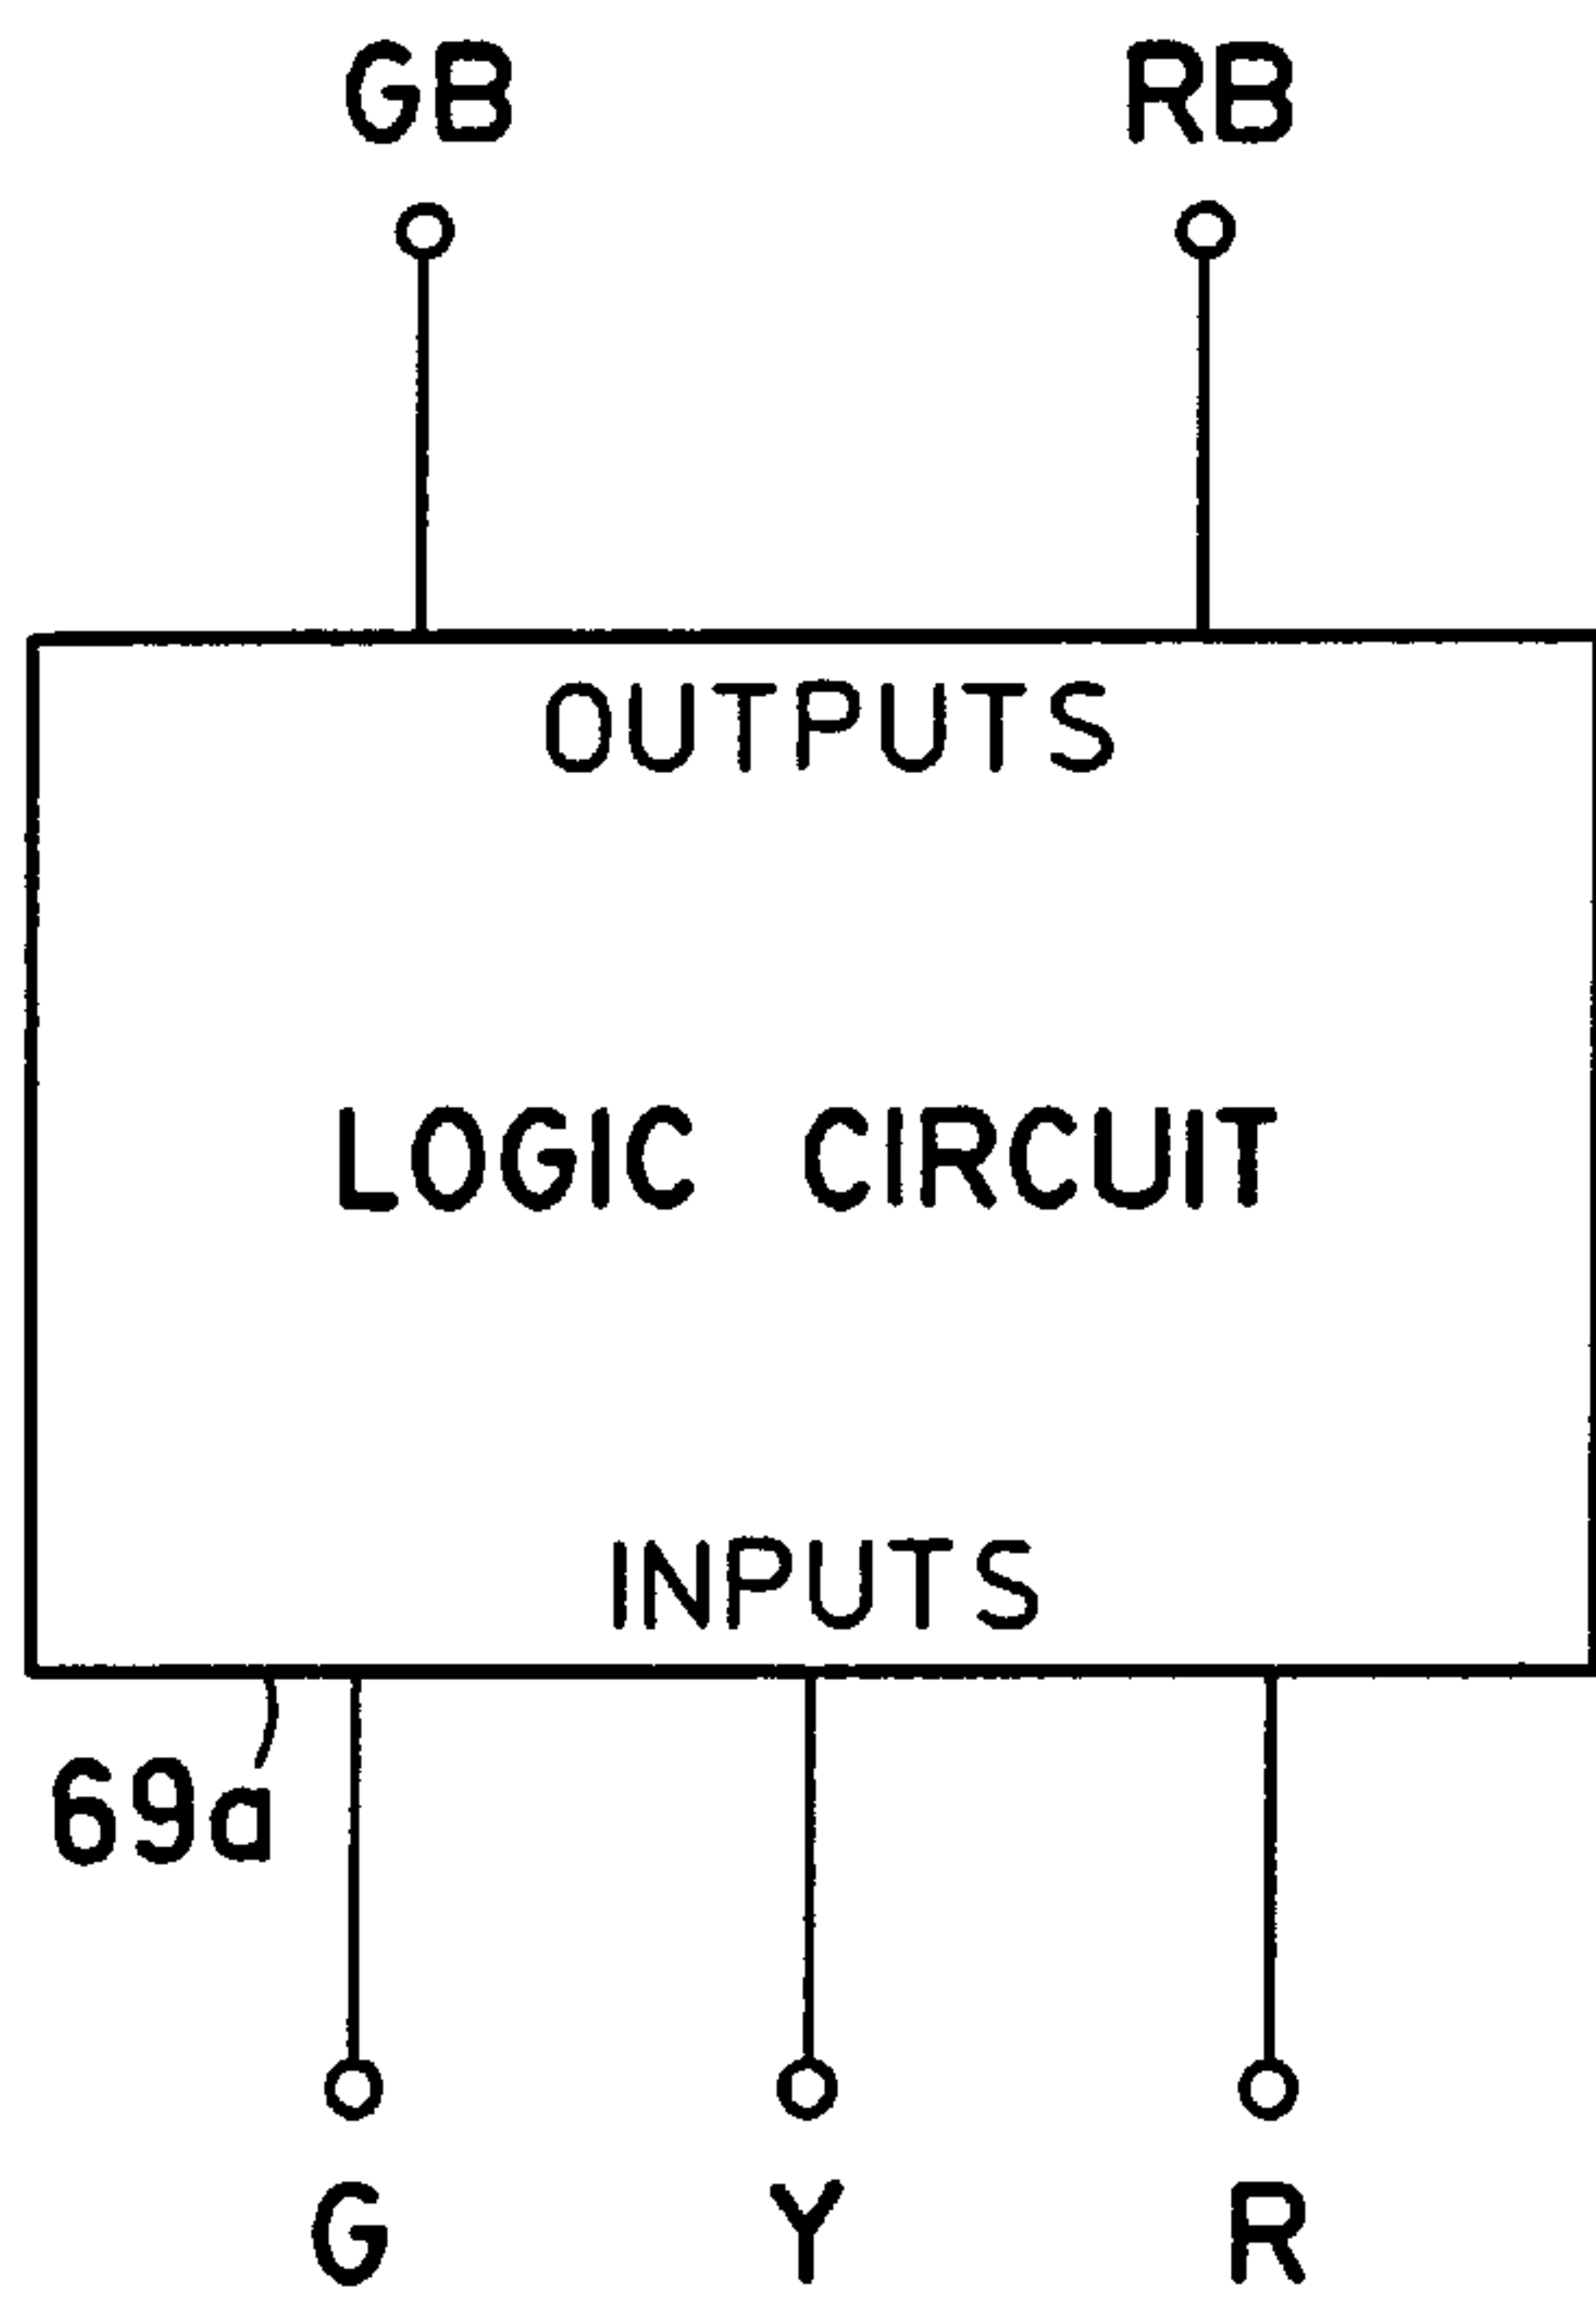 GB RB
OUTPUTS
LOGIC CIRCUIT
INPUTS
69a
G Y R